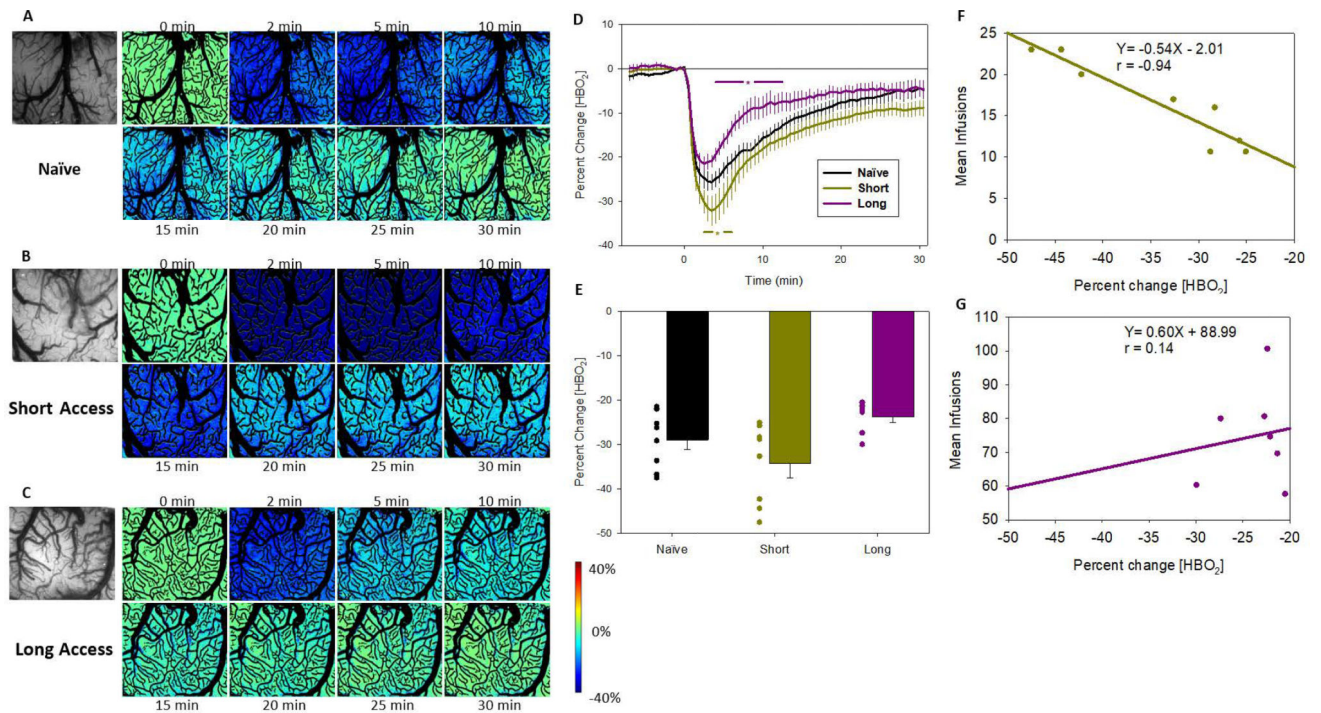 A
0 min 2 min 5 min 10 min
Naïve
15 min 20 min 25 min 30 min
B
0 min 2 min 5 min 10 min
Short Access
15 min 20 min 25 min 30 min
C
0 min 2 min 5 min 10 min
Long Access
15 min 20 min 25 min 30 min
40%
0%
-40%
D
Percent Change [HBO₂]
10
0
-10
-20
-30
-40
*
*
Naïve
Short
Long
0 10 20 30
Time (min)
E
Percent Change [HBO₂]
0
-10
-20
-30
-40
-50
Naïve Short Long
F
Mean Infusions
25
20
15
10
5
0
Y= -0.54X - 2.01
r = -0.94
-50 -45 -40 -35 -30 -25 -20
Percent change [HBO₂]
G
Mean Infusions
110
100
90
80
70
60
50
Y= 0.60X + 88.99
r = 0.14
-50 -45 -40 -35 -30 -25 -20
Percent change [HBO₂]